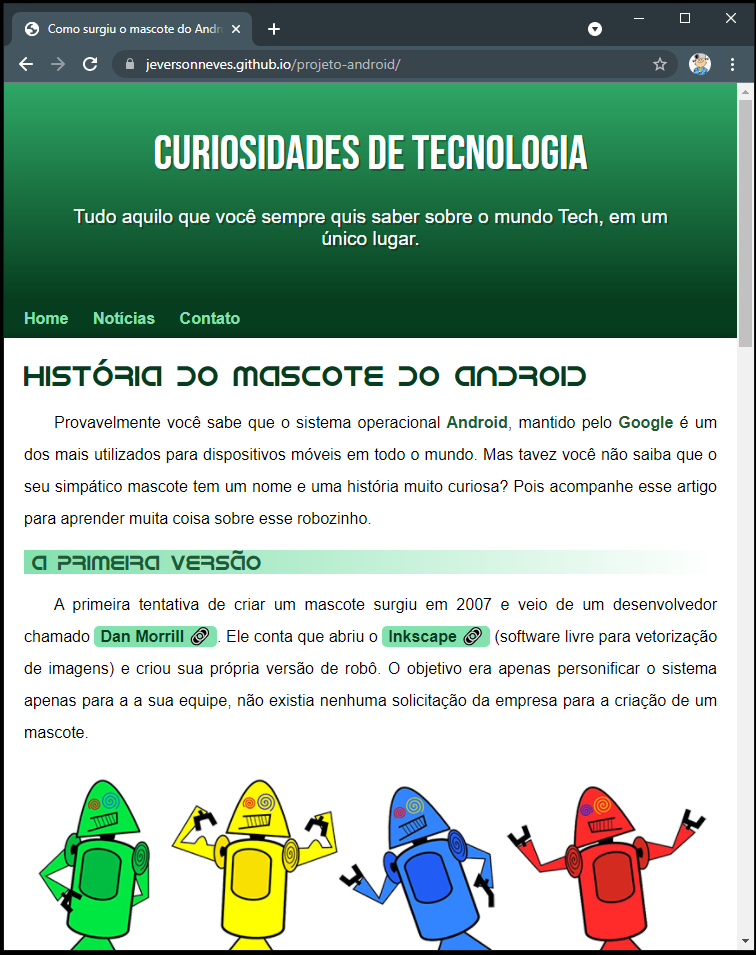 Como surgiu o mascote do Andr
jeversonneves.github.io/projeto-android/
CURIOSIDADES DE TECNOLOGIA
Tudo aquilo que você sempre quis saber sobre o mundo Tech, em um
único lugar.
Home Notícias Contato
História do mascote do Android
Provavelmente você sabe que o sistema operacional Android, mantido pelo Google é um
dos mais utilizados para dispositivos móveis em todo o mundo. Mas tavez você não saiba que o
seu simpático mascote tem um nome e uma história muito curiosa? Pois acompanhe esse artigo
para aprender muita coisa sobre esse robozinho.
A primeira versão
A primeira tentativa de criar um mascote surgiu em 2007 e veio de um desenvolvedor
chamado Dan Morrill. Ele conta que abriu o Inkscape (software livre para vetorização
de imagens) e criou sua própria versão de robô. O objetivo era apenas personificar o sistema
apenas para a a sua equipe, não existia nenhuma solicitação da empresa para a criação de um
mascote.